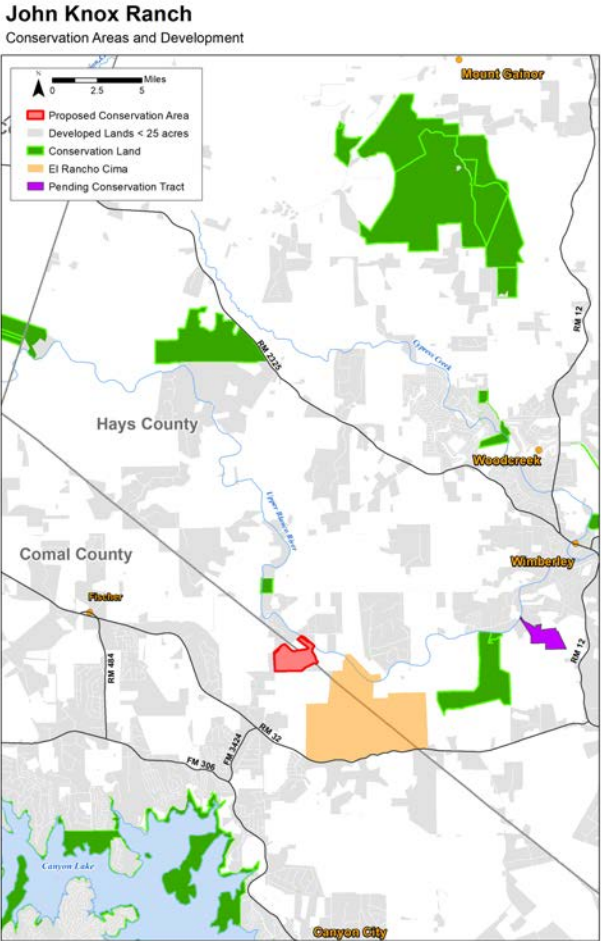 John Knox Ranch
Conservation Areas and Development
Mount Gainor
N
Miles
0 2.5 5
Proposed Conservation Area
Developed Lands < 25 acres
Conservation Land
El Rancho Cima
Pending Conservation Tract
RM 12
RM 2325
Cypress Creek
Hays County
Woodcreek
Upper Blanco River
Comal County
Wimberley
Fischer
RM 484
RM 12
RM 32
FM 3424
FM 306
Canyon Lake
Canyon City